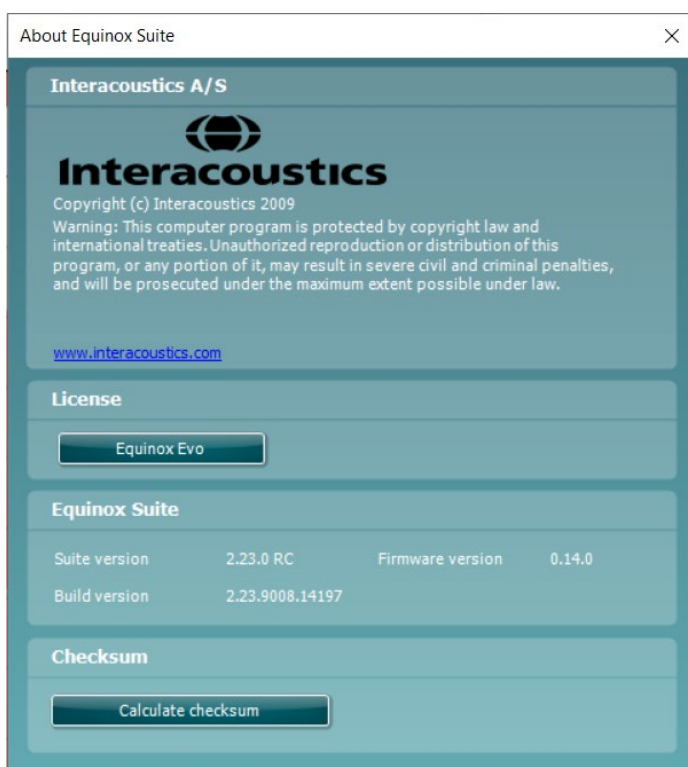 About Equinox Suite
Interacoustics A/S
Interacoustics
Copyright (c) Interacoustics 2009
Warning: This computer program is protected by copyright law and
international treaties. Unauthorized reproduction or distribution of this
program, or any portion of it, may result in severe civil and criminal penalties,
and will be prosecuted under the maximum extent possible under law.
www.interacoustics.com
License
Equinox Evo
Equinox Suite
Suite version 2.23.0 RC Firmware version 0.14.0
Build version 2.23.9008.14197
Checksum
Calculate checksum